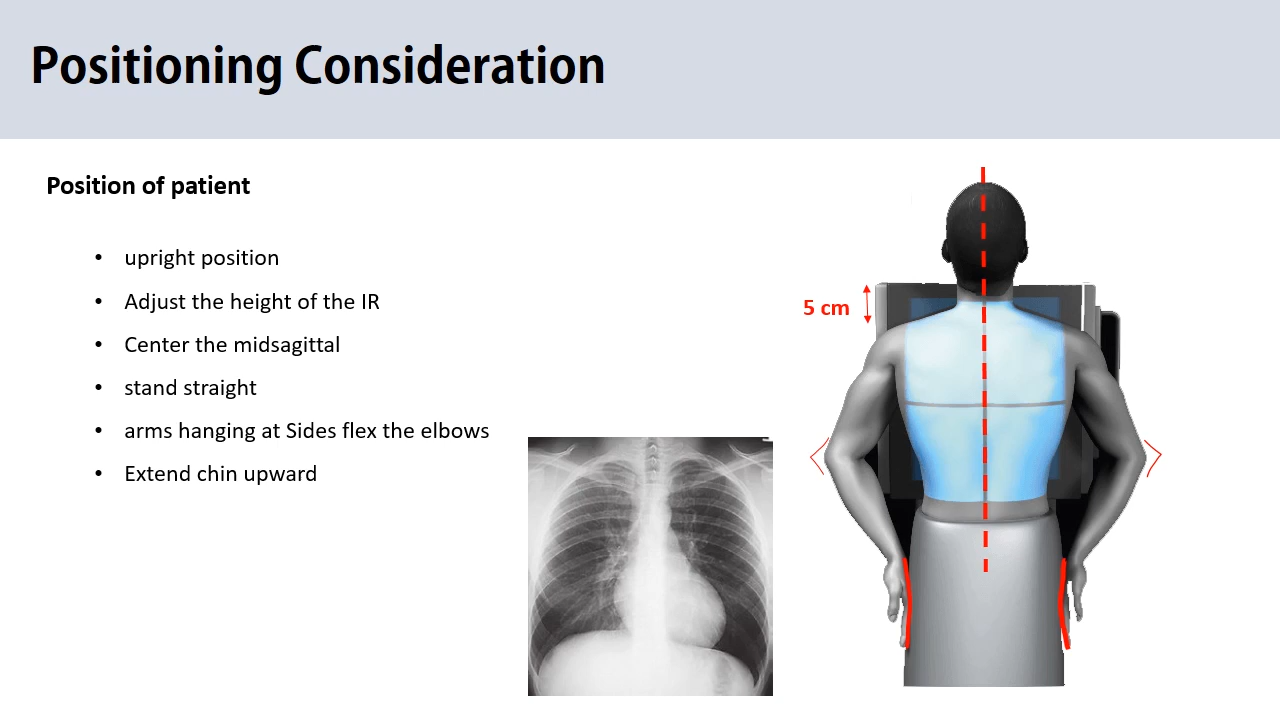 Positioning Consideration
Position of patient
• upright position
• Adjust the height of the IR
• Center the midsagittal
• stand straight
• arms hanging at Sides flex the elbows
• Extend chin upward
5 cm